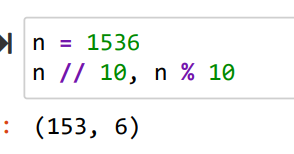 n = 1536
n // 10, n % 10
: (153, 6)